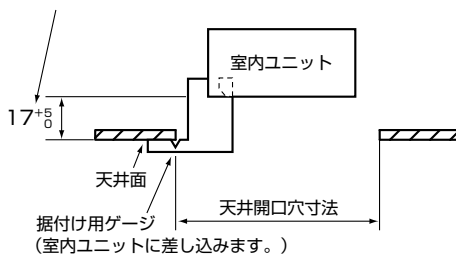 室内ユニット
17+5 0
天井面
天井開口穴寸法
据付け用ゲージ
（室内ユニットに差し込みます。）